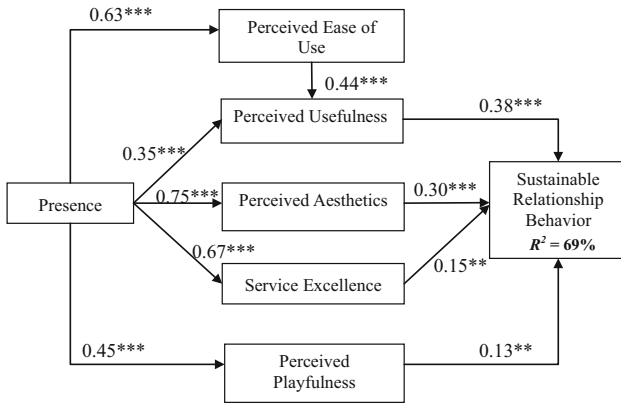 0.63***
Perceived Ease of
Use
0.44***
Perceived Usefulness
0.38***
0.35***
Presence
0.75***
Perceived Aesthetics
0.30***
Sustainable
Relationship
Behavior
R² = 69%
0.67***
Service Excellence
0.15**
0.45***
Perceived
Playfulness
0.13**